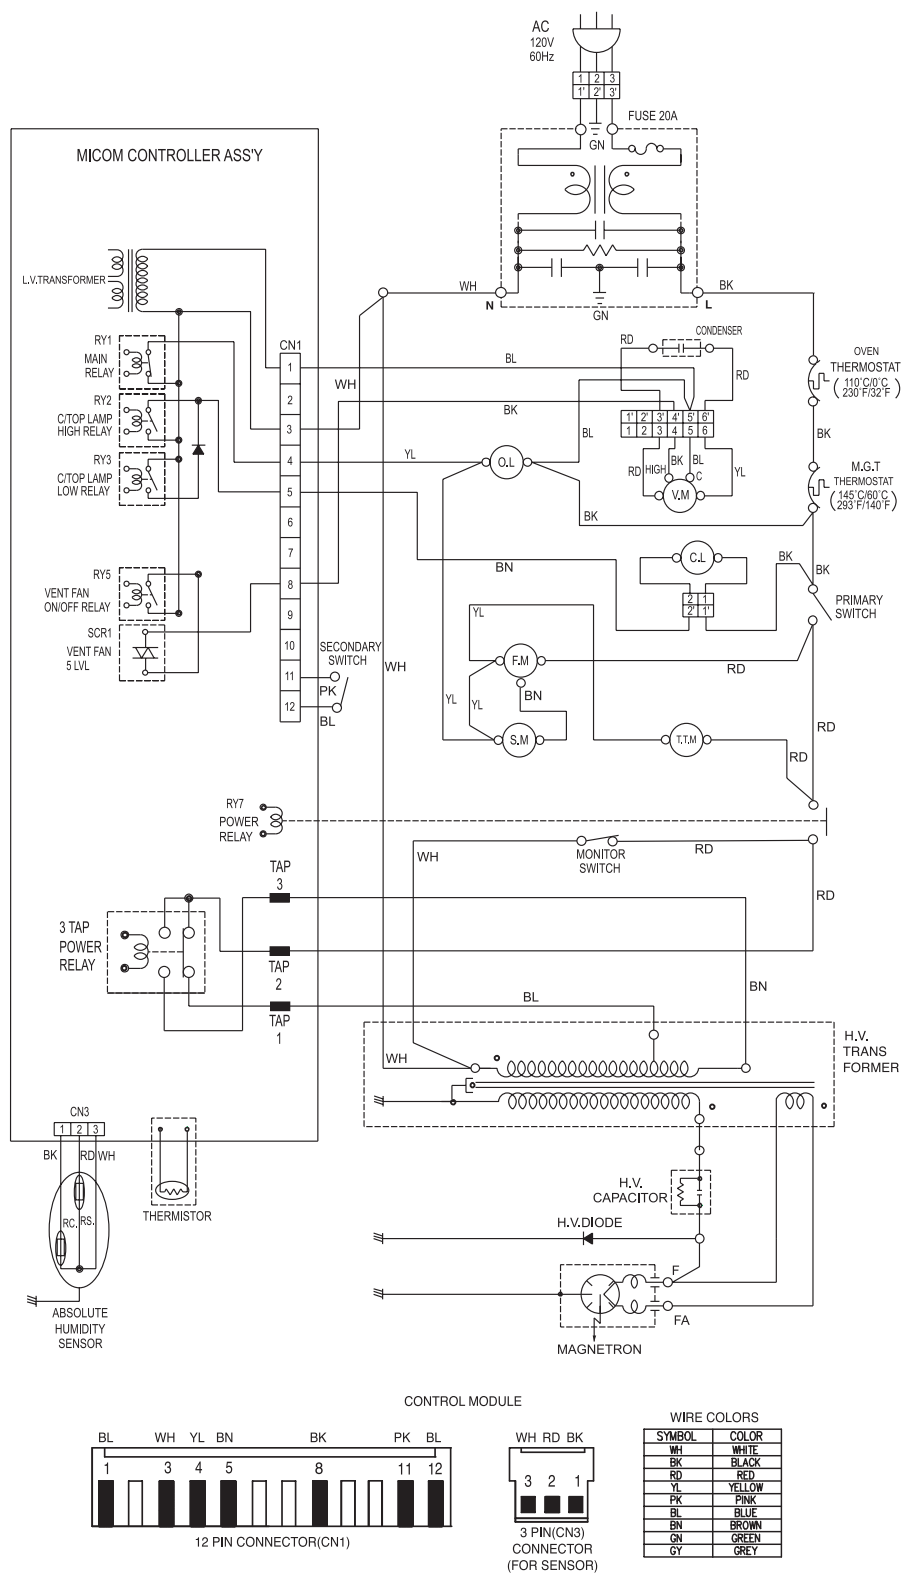 AC
120V
60Hz
1 2 3
1' 2' 3'
FUSE 20A
GN
MICOM CONTROLLER ASS'Y
L.V.TRANSFORMER
WH
N
L
BK
GN
RY1
MAIN
RELAY
CN1
1
2
3
4
5
6
7
8
9
10
11
12
RY2
C/TOP LAMP
HIGH RELAY
RY3
C/TOP LAMP
LOW RELAY
RY5
VENT FAN
ON/OFF RELAY
SCR1
VENT FAN
5 LVL
WH
BL
BK
RD
CONDENSER
RD
OVEN
THERMOSTAT
110°C/0°C
230°F/32°F
BK
1' 2' 3' 4' 5' 6'
1 2 3 4 5 6
BL
YL
O.L
RD
HIGH
BK
BL
C
YL
V.M
M.G.T
THERMOSTAT
145°C/60°C
293°F/140°F
BK
BN
C.L
BK
BK
2 1
2' 1'
PRIMARY
SWITCH
YL
SECONDARY
SWITCH
PK
BL
WH
F.M
RD
BN
YL
YL
S.M
T.T.M
RD
RD
RY7
POWER
RELAY
WH
MONITOR
SWITCH
RD
RD
TAP
3
3 TAP
POWER
RELAY
TAP
2
BL
BN
TAP
1
WH
H.V.
TRANS
FORMER
CN3
1 2 3
BK
RD
WH
RC.
RS.
THERMISTOR
ABSOLUTE
HUMIDITY
SENSOR
H.V.
CAPACITOR
H.V.DIODE
F
FA
MAGNETRON
CONTROL MODULE
BL WH YL BN BK PK BL
1 3 4 5 8 11 12
12 PIN CONNECTOR(CN1)
WH RD BK
3 2 1
3 PIN(CN3)
CONNECTOR
(FOR SENSOR)
WIRE COLORS
SYMBOL COLOR
WH WHITE
BK BLACK
RD RED
YL YELLOW
PK PINK
BL BLUE
BN BROWN
GN GREEN
GY GREY